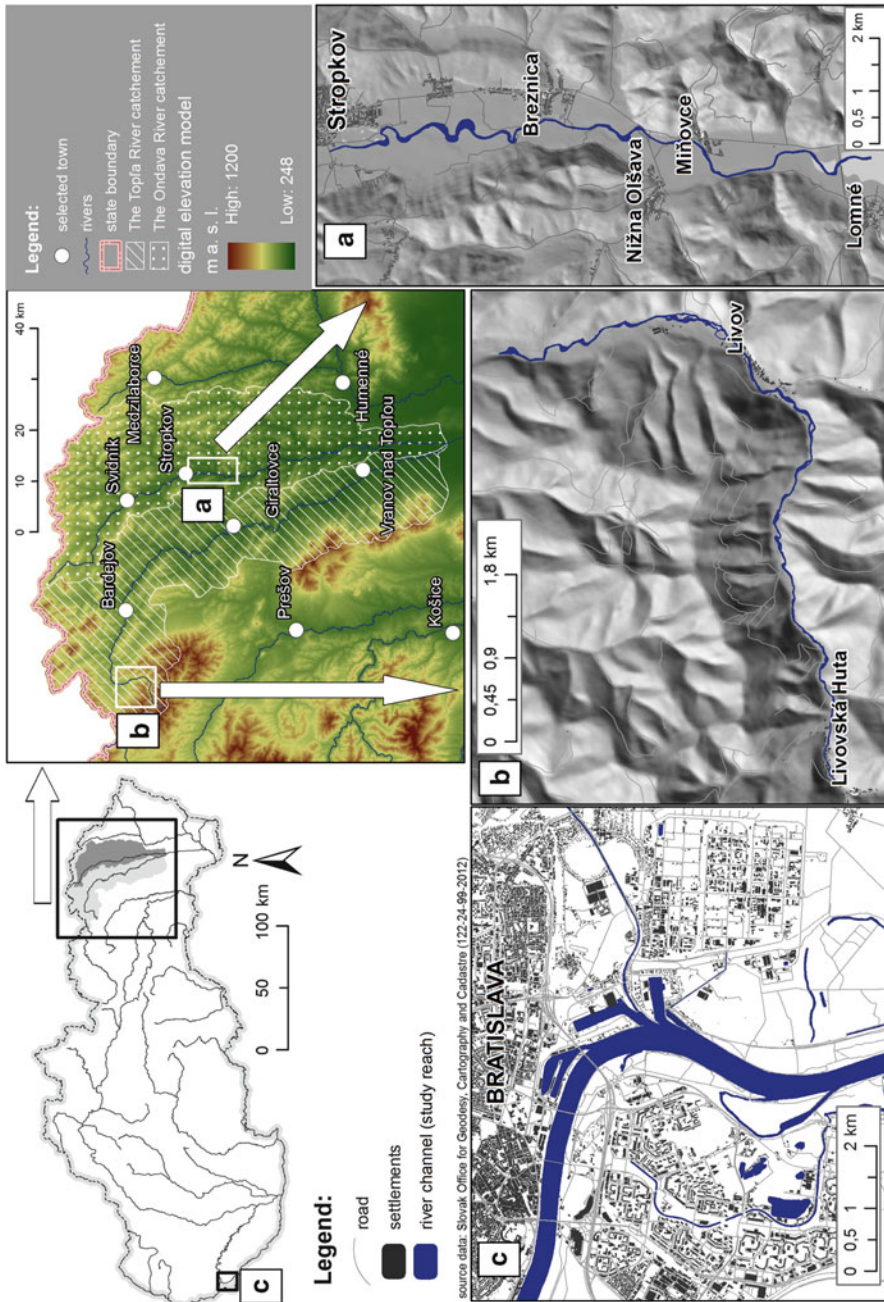 N
0 50 100 km
c
Legend:
road
settlements
river channel (study reach)
source data: Slovak Office for Geodesy, Cartography and Cadastre (122-24-99-2012)
0 10 20 40 km
Bardejov
Svidník
Medzilaborce
Stropkov
a
b
Giraltovce
Humenné
Vranov nad Topľou
Prešov
Košice
Legend:
selected town
rivers
state boundary
The Topľa River catchment
The Ondava River catchment
digital elevation model
m a. s. l.
High: 1200
Low: 248
c
BRATISLAVA
0 0,5 1 2 km
b
0 0,45 0,9 1,8 km
Livov
Livovská Huta
a
Stropkov
Breznica
Nižna Olšava
Miňovce
Lomné
0 0,5 1 2 km